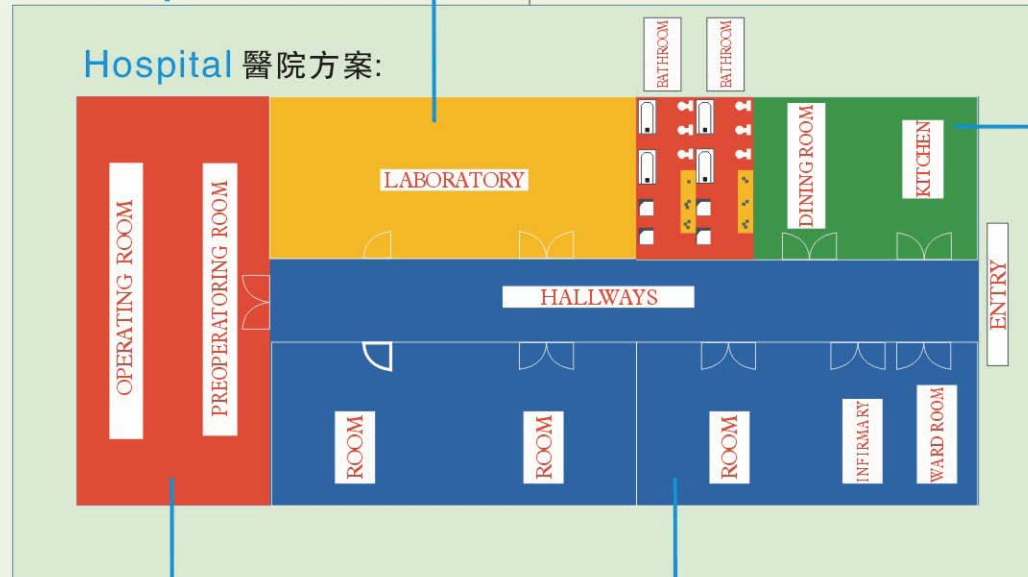 Hospital 醫院方案:
BATHROOM
BATHROOM
OPERATING ROOM
PREOPERATORING ROOM
LABORATORY
DINING ROOM
KITCHEN
HALLWAYS
ENTRY
ROOM
ROOM
ROOM
INFIRMARY
WARD ROOM